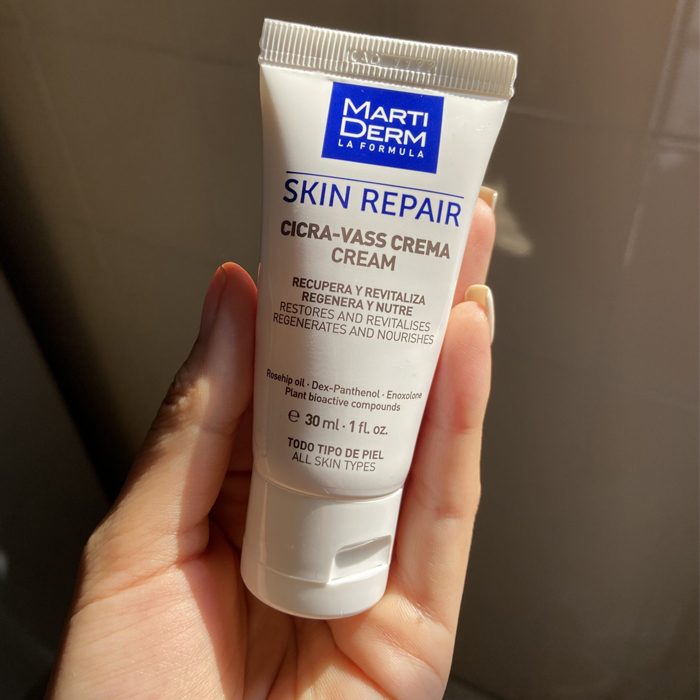 MARTI
DERM
LA FORMULA
SKIN REPAIR
CICRA-VASS CREMA
CREAM
RECUPERA Y REVITALIZA
REGENERA Y NUTRE
RESTORES AND REVITALISES
REGENERATES AND NOURISHES
Rosehip oil · Dex-Panthenol · Enoxolone
Plant bioactive compounds
℮ 30 ml · 1 fl. oz.
TODO TIPO DE PIEL
ALL SKIN TYPES